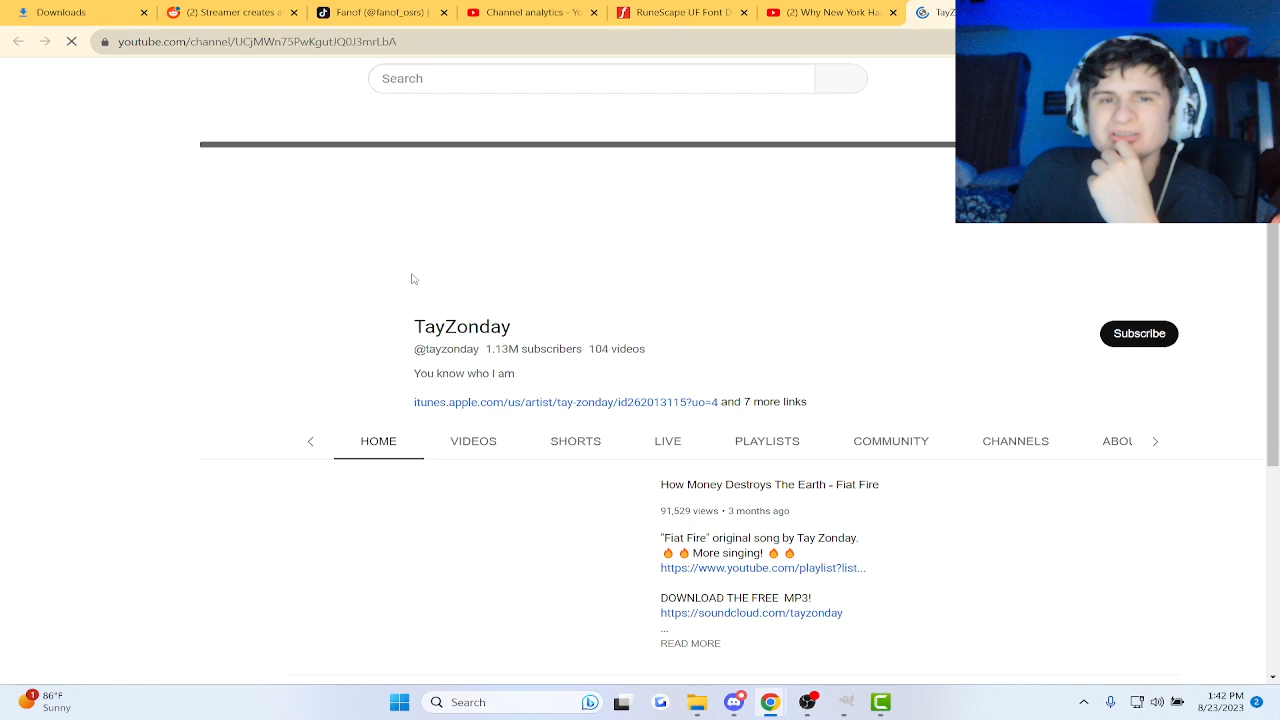 Downloads
(2) Streamer creates a
Fanof (@fanof_osrs) |
Channel analytics - Yo
RuneScape UF Font D
(2) Why New York Ha
TayZ
youtube.com/channel/UCjMWn75PwKgutJQ0J3mrLbA
Search
TayZonday
@tayzonday 1.13M subscribers 104 videos
Subscribe
You know who I am
itunes.apple.com/us/artist/tay-zonday/id262013115?uo=4 and 7 more links
HOME VIDEOS SHORTS LIVE PLAYLISTS COMMUNITY CHANNELS ABOU
How Money Destroys The Earth - Fiat Fire
91,529 views • 3 months ago
"Fiat Fire" original song by Tay Zonday.
🔥 🔥 More singing! 🔥 🔥
https://www.youtube.com/playlist?list...
DOWNLOAD THE FREE MP3!
https://soundcloud.com/tayzonday
...
READ MORE
1
86°F
Sunny
Search
1:42 PM
8/23/2023
2